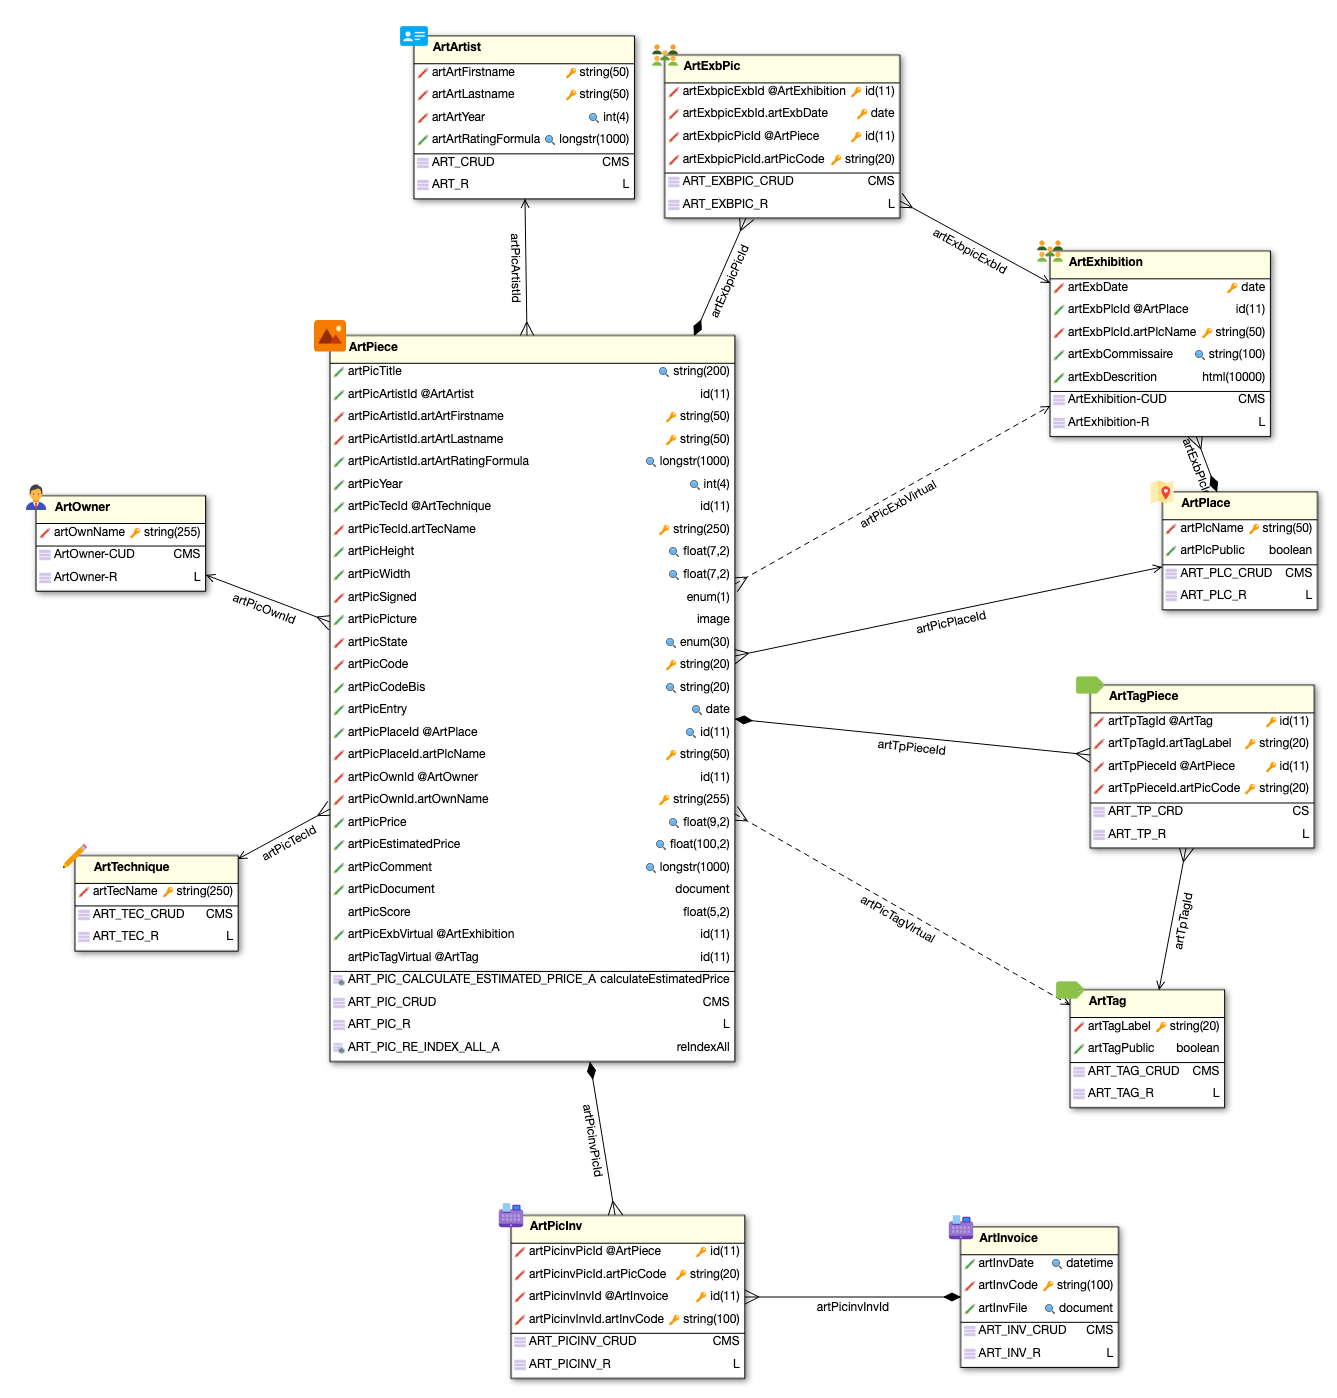 ArtArtist
artArtFirstname string(50)
artArtLastname string(50)
artArtYear int(4)
artArtRatingFormula longstr(1000)
ART_CRUD CMS
ART_R L
ArtExbPic
artExbpicExbId @ArtExhibition id(11)
artExbpicExbId.artExbDate date
artExbpicPicId @ArtPiece id(11)
artExbpicPicId.artPicCode string(20)
ART_EXBPIC_CRUD CMS
ART_EXBPIC_R L
artPicArtistId
artExbpicPicId
artExbpicExbId
ArtExhibition
artExbDate date
artExbPlcId @ArtPlace id(11)
artExbPlcId.artPlcName string(50)
artExbCommissaire string(100)
artExbDescrition html(10000)
ArtExhibition-CUD CMS
ArtExhibition-R L
ArtPiece
artPicTitle string(200)
artPicArtistId @ArtArtist id(11)
artPicArtistId.artArtFirstname string(50)
artPicArtistId.artArtLastname string(50)
artPicArtistId.artArtRatingFormula longstr(1000)
artPicYear int(4)
artPicTecId @ArtTechnique id(11)
artPicTecId.artTecName string(250)
artPicHeight float(7,2)
artPicWidth float(7,2)
artPicSigned enum(1)
artPicPicture image
artPicState enum(30)
artPicCode string(20)
artPicCodeBis string(20)
artPicEntry date
artPicPlaceId @ArtPlace id(11)
artPicPlaceId.artPlcName string(50)
artPicOwnId @ArtOwner id(11)
artPicOwnId.artOwnName string(255)
artPicPrice float(9,2)
artPicEstimatedPrice float(100,2)
artPicComment longstr(1000)
artPicDocument document
artPicScore float(5,2)
artPicExbVirtual @ArtExhibition id(11)
artPicTagVirtual @ArtTag id(11)
ART_PIC_CALCULATE_ESTIMATED_PRICE_A calculateEstimatedPrice
ART_PIC_CRUD CMS
ART_PIC_R L
ART_PIC_RE_INDEX_ALL_A reIndexAll
ArtOwner
artOwnName string(255)
ArtOwner-CUD CMS
ArtOwner-R L
artPicOwnId
artPicExbVirtual
artExbPlcI
ArtPlace
artPlcName string(50)
artPlcPublic boolean
ART_PLC_CRUD CMS
ART_PLC_R L
artPicPlaceId
ArtTagPiece
artTpTagId @ArtTag id(11)
artTpTagId.artTagLabel string(20)
artTpPieceId @ArtPiece id(11)
artTpPieceId.artPicCode string(20)
ART_TP_CRD CS
ART_TP_R L
artTpPieceId
artPicTecId
ArtTechnique
artTecName string(250)
ART_TEC_CRUD CMS
ART_TEC_R L
artPicTagVirtual
artTpTagId
ArtTag
artTagLabel string(20)
artTagPublic boolean
ART_TAG_CRUD CMS
ART_TAG_R L
artPicinvPicId
ArtPicInv
artPicinvPicId @ArtPiece id(11)
artPicinvPicId.artPicCode string(20)
artPicinvInvId @ArtInvoice id(11)
artPicinvInvId.artInvCode string(100)
ART_PICINV_CRUD CMS
ART_PICINV_R L
artPicinvInvId
ArtInvoice
artInvDate datetime
artInvCode string(100)
artInvFile document
ART_INV_CRUD CMS
ART_INV_R L